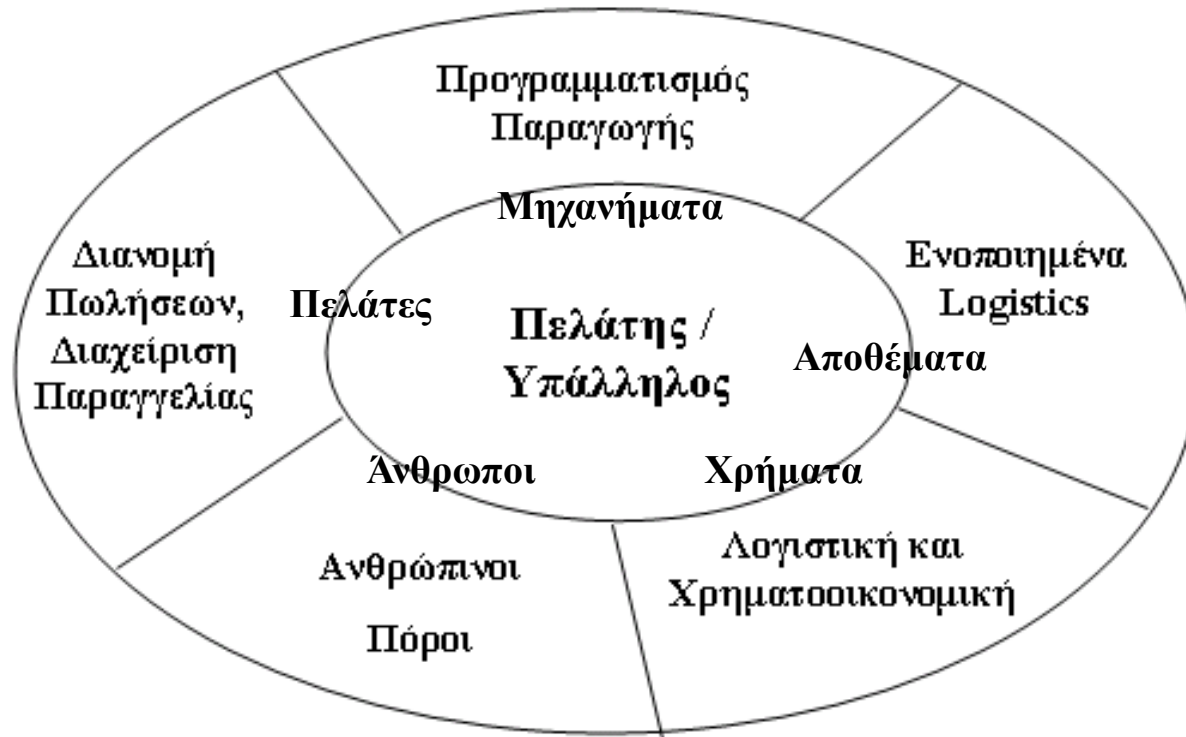 Προγραμματισμός
Παραγωγής
Μηχανήματα
Διανομή
Πωλήσεων,
Διαχείριση
Παραγγελίας
Πελάτες
Πελάτης /
Υπάλληλος
Ενοποιημένα
Logistics
Αποθέματα
Άνθρωποι
Χρήματα
Ανθρώπινοι
Πόροι
Λογιστική και
Χρηματοοικονομική